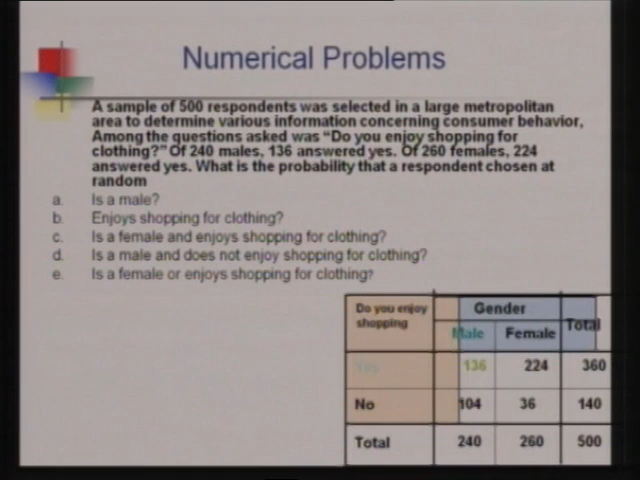 Numerical Problems
A sample of 500 respondents was selected in a large metropolitan
area to determine various information concerning consumer behavior,
Among the questions asked was “Do you enjoy shopping for
clothing?” Of 240 males, 136 answered yes. Of 260 females, 224
answered yes. What is the probability that a respondent chosen at
random
a. Is a male?
b. Enjoys shopping for clothing?
c. Is a female and enjoys shopping for clothing?
d. Is a male and does not enjoy shopping for clothing?
e. Is a female or enjoys shopping for clothing?
Do you enjoy
shopping
Gender
Total
Male Female
Yes 136 224 360
No 104 36 140
Total 240 260 500